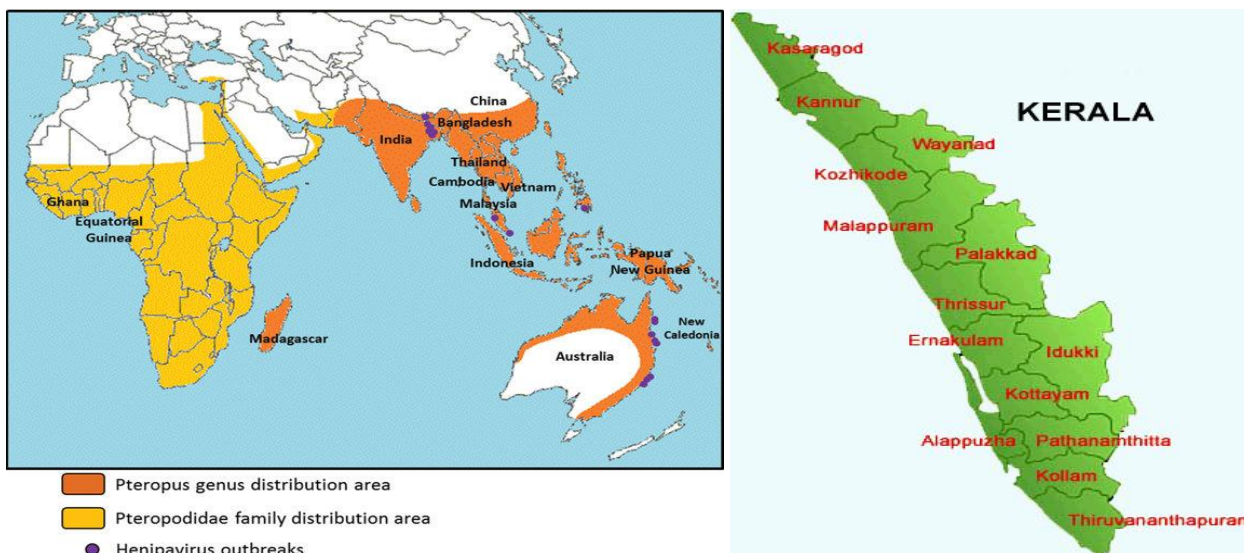 China
Bangladesh
India
Thailand
Cambodia
Vietnam
Malaysia
Ghana
Equatorial
Guinea
Indonesia
Papua
New Guinea
Madagascar
New
Caledonia
Australia
Pteropus genus distribution area
Pteropodidae family distribution area
Henipavirus outbreaks
KERALA
Kasaragod
Kannur
Wayanad
Kozhikode
Malappuram
Palakkad
Thrissur
Ernakulam
Idukki
Kottayam
Alappuzha
Pathanamthitta
Kollam
Thiruvananthapuram